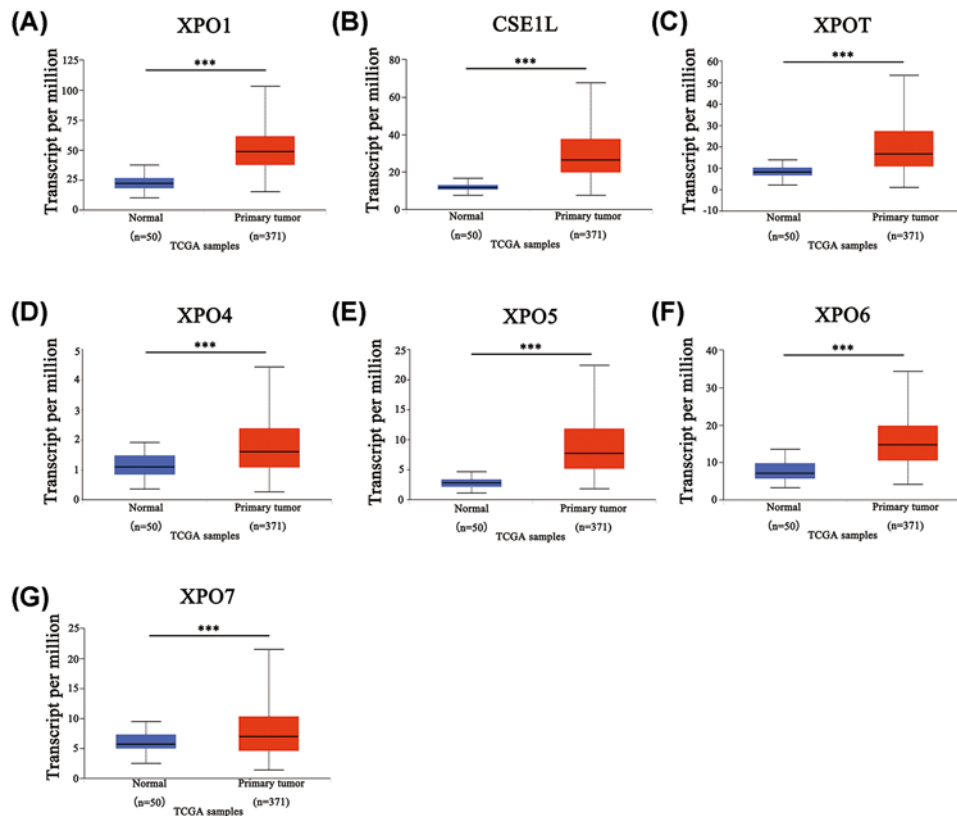 (A) XPO1
Transcript per million
125
100
75
50
25
0
***
Normal Primary tumor
(n=50) (n=371)
TCGA samples
(B) CSE1L
Transcript per million
80
60
40
20
0
***
Normal Primary tumor
(n=50) (n=371)
TCGA samples
(C) XPOT
Transcript per million
60
50
40
30
20
10
0
-10
***
Normal Primary tumor
(n=50) (n=371)
TCGA samples
(D) XPO4
Transcript per million
5
4
3
2
1
0
***
Normal Primary tumor
(n=50) (n=371)
TCGA samples
(E) XPO5
Transcript per million
25
20
15
10
5
0
***
Normal Primary tumor
(n=50) (n=371)
TCGA samples
(F) XPO6
Transcript per million
40
30
20
10
0
***
Normal Primary tumor
(n=50) (n=371)
TCGA samples
(G) XPO7
Transcript per million
25
20
15
10
5
0
***
Normal Primary tumor
(n=50) (n=371)
TCGA samples